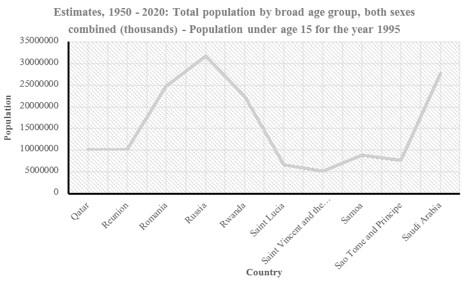 Estimates, 1950 - 2020: Total population by broad age group, both sexes
combined (thousands) - Population under age 15 for the year 1995
35000000
30000000
25000000
20000000
15000000
10000000
5000000
0
Population
Qatar
Reunion
Romania
Russia
Rwanda
Saint Lucia
Saint Vincent and the...
Samoa
Sao Tome and Principe
Saudi Arabia
Country